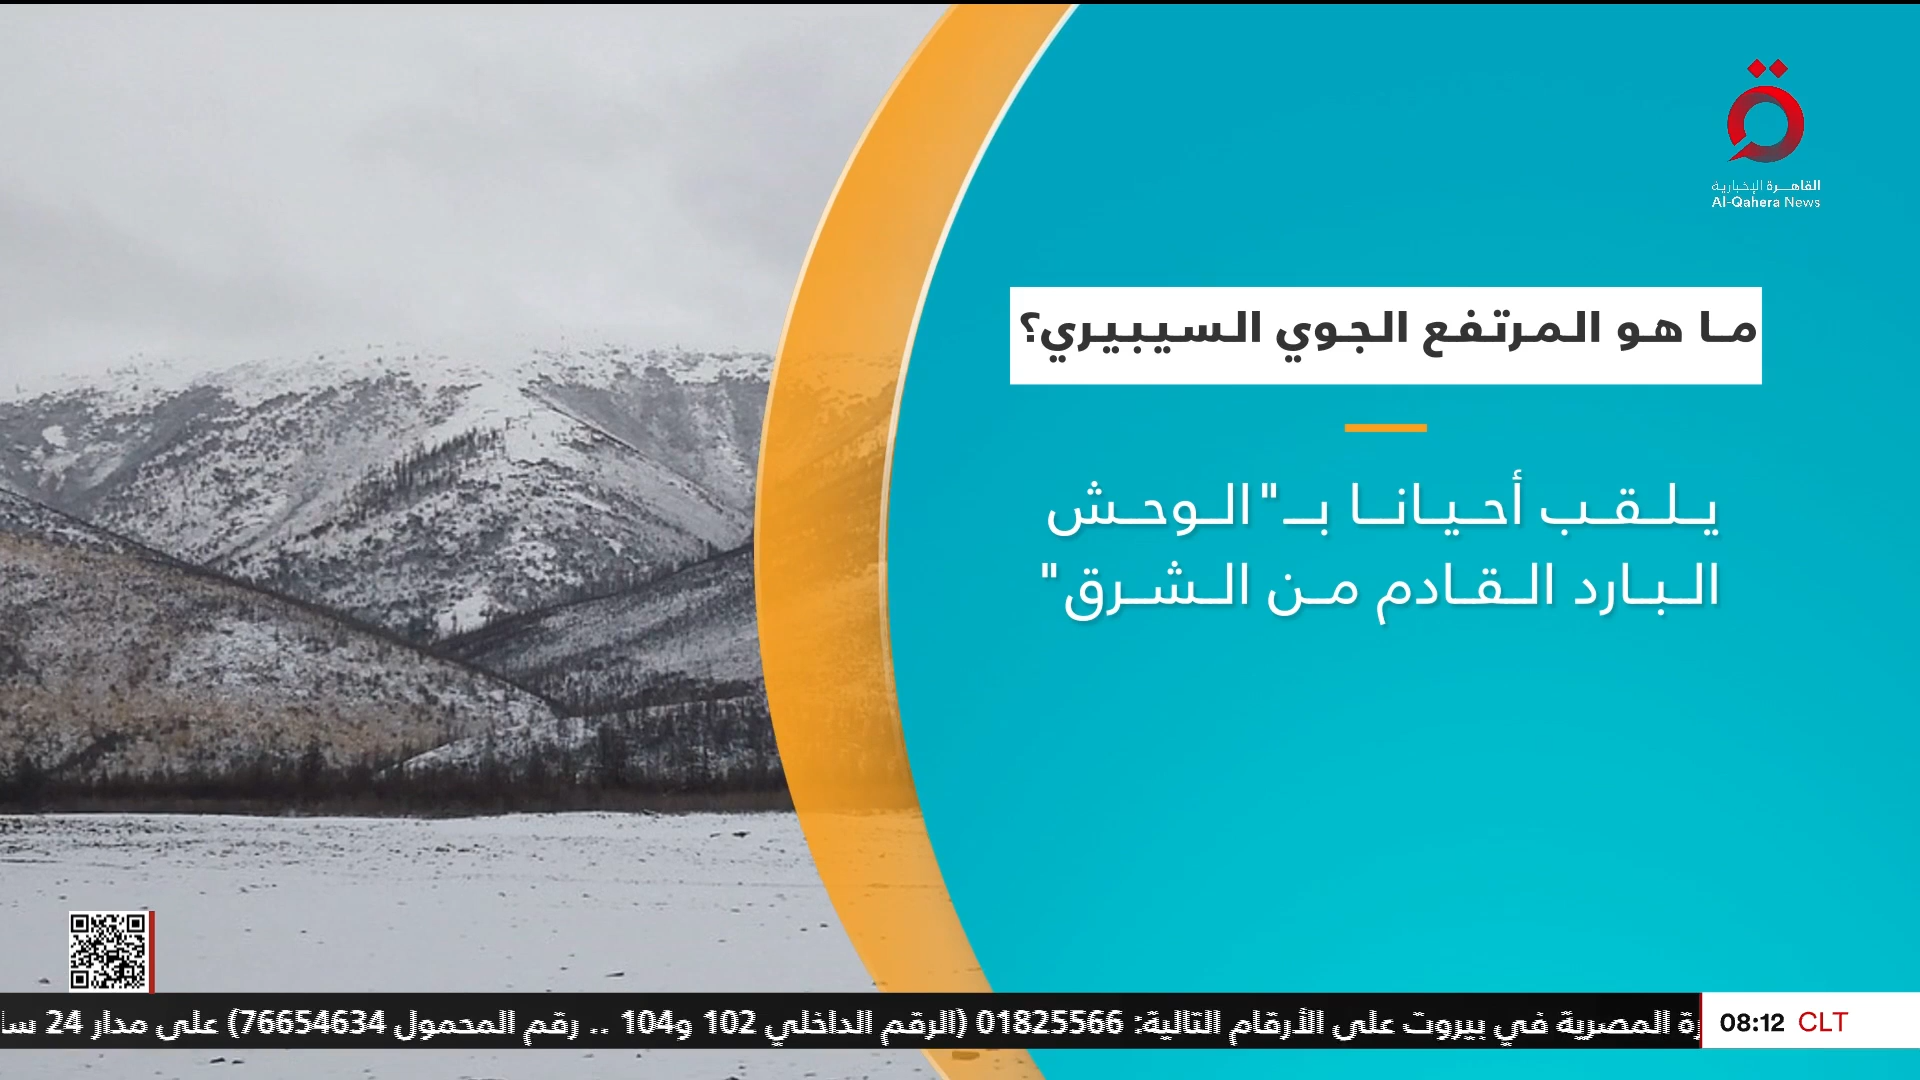 القاهرة الإخبارية
Al-Qahera News
ما هو المرتفع الجوي السيبيري؟
يلقب أحيانا بـ "الوحش
البارد القادم من الشرق"
المصرية في بيروت على الأرقام التالية: 01825566 (الرقم الداخلي 102 و104 .. رقم المحمول 76654634) على مدار 24
08:12 CLT